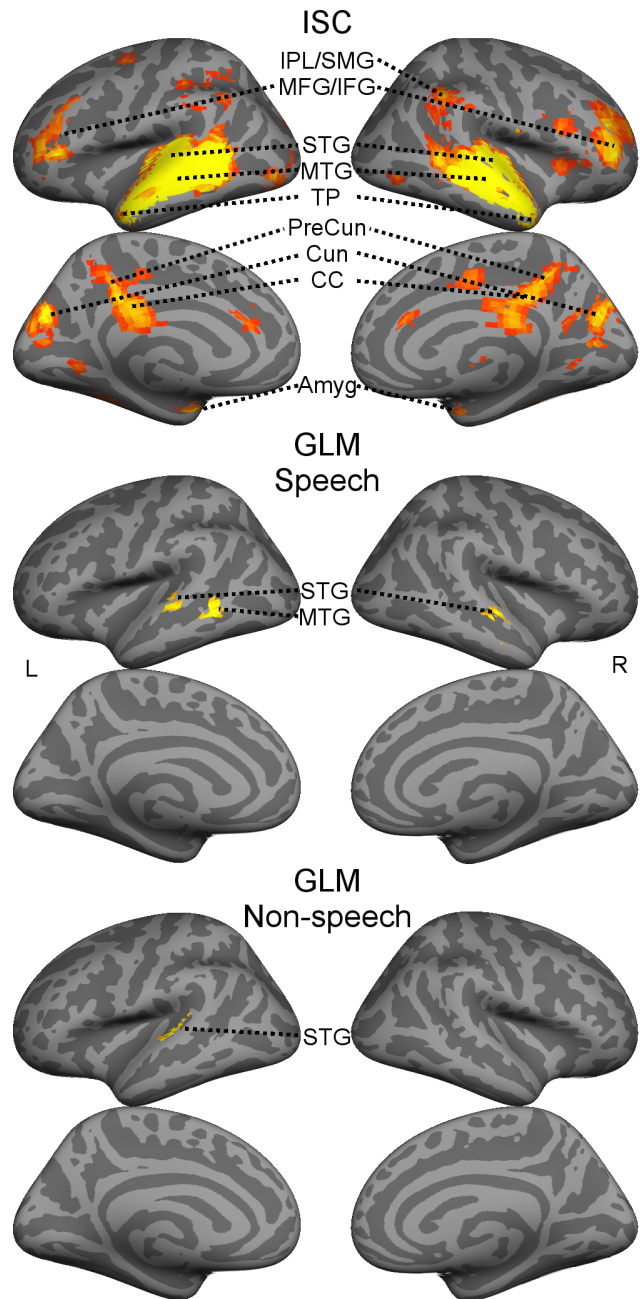 ISC
IPL/SMG
MFG/IFG
STG
MTG
TP
PreCun
Cun
CC
Amyg
GLM
Speech
STG
MTG
L
R
GLM
Non-speech
STG